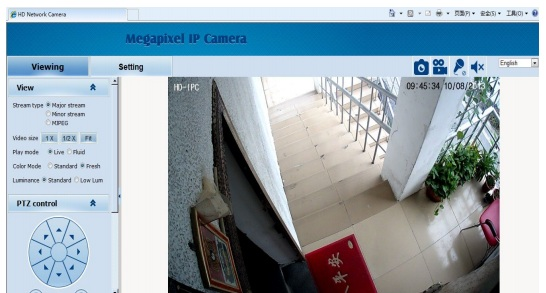 HD Network Camera
页面(P) 安全(S) 工具(O)
Megapixel IP Camera
Viewing Setting
English
View
Stream type Major stream
Minor stream
MJPEG
Video size 1 X 1/2 X Fit
Play mode Live Fluid
Color Mode Standard Fresh
Luminance Standard Low Lum
PTZ control
HD-IPC
09:45:34 10/08/2